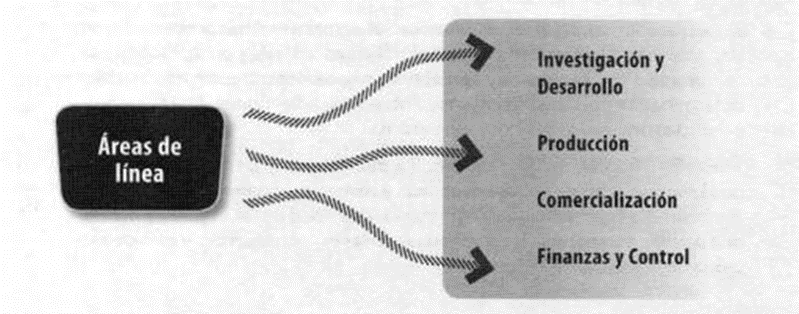 Áreas de
línea
Investigación y
Desarrollo
Producción
Comercialización
Finanzas y Control